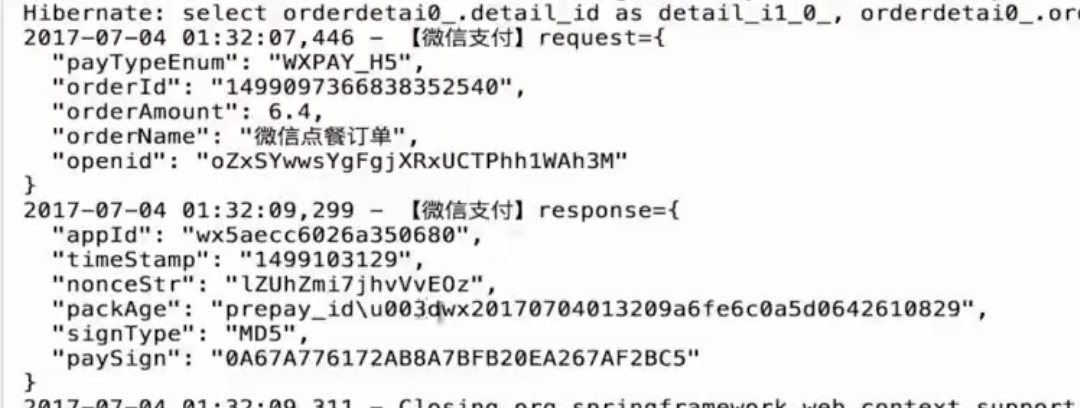 Hibernate: select orderdetai0_.detail_id as detail_i1_0_, orderdetai0_.ord
2017-07-04 01:32:07,446 - 【微信支付】request={
"payTypeEnum": "WXPAY_H5",
"orderId": "1499097366838352540",
"orderAmount": 6.4,
"orderName": "微信点餐订单",
"openid": "oZxSYwwsYgFgjXRxUCTPhh1WAh3M"
}
2017-07-04 01:32:09,299 - 【微信支付】response={
"appId": "wx5aecc6026a350680",
"timeStamp": "1499103129",
"nonceStr": "lZUhZmi7jhvVvEOz",
"packAge": "prepay_id\u003dwx20170704013209a6fe6c0a5d0642610829",
"signType": "MD5",
"paySign": "0A67A776172AB8A7BFB20EA267AF2BC5"
}
2017-07-04 01:32:09,311 - Closing org.springframework.web.context.support